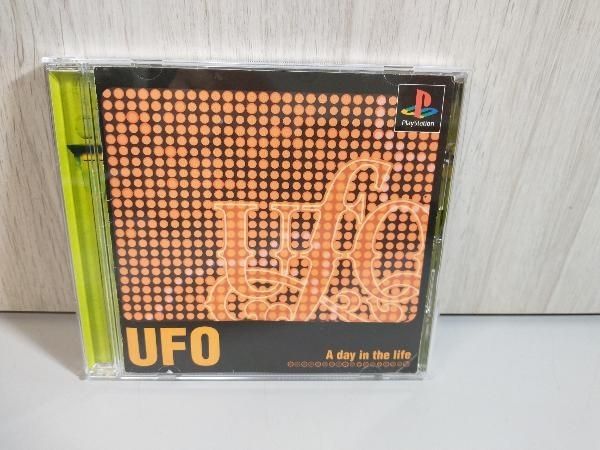 PlayStation
ufo
UFO
A day in the life